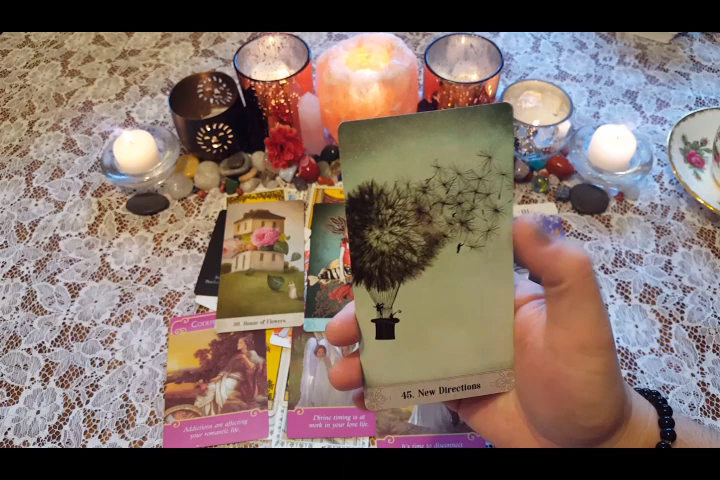 45. New Directions
30. House of Flowers
Addictions are affecting
your romantic life.
Divine timing is at
work in your love life.
It's time to disconnect